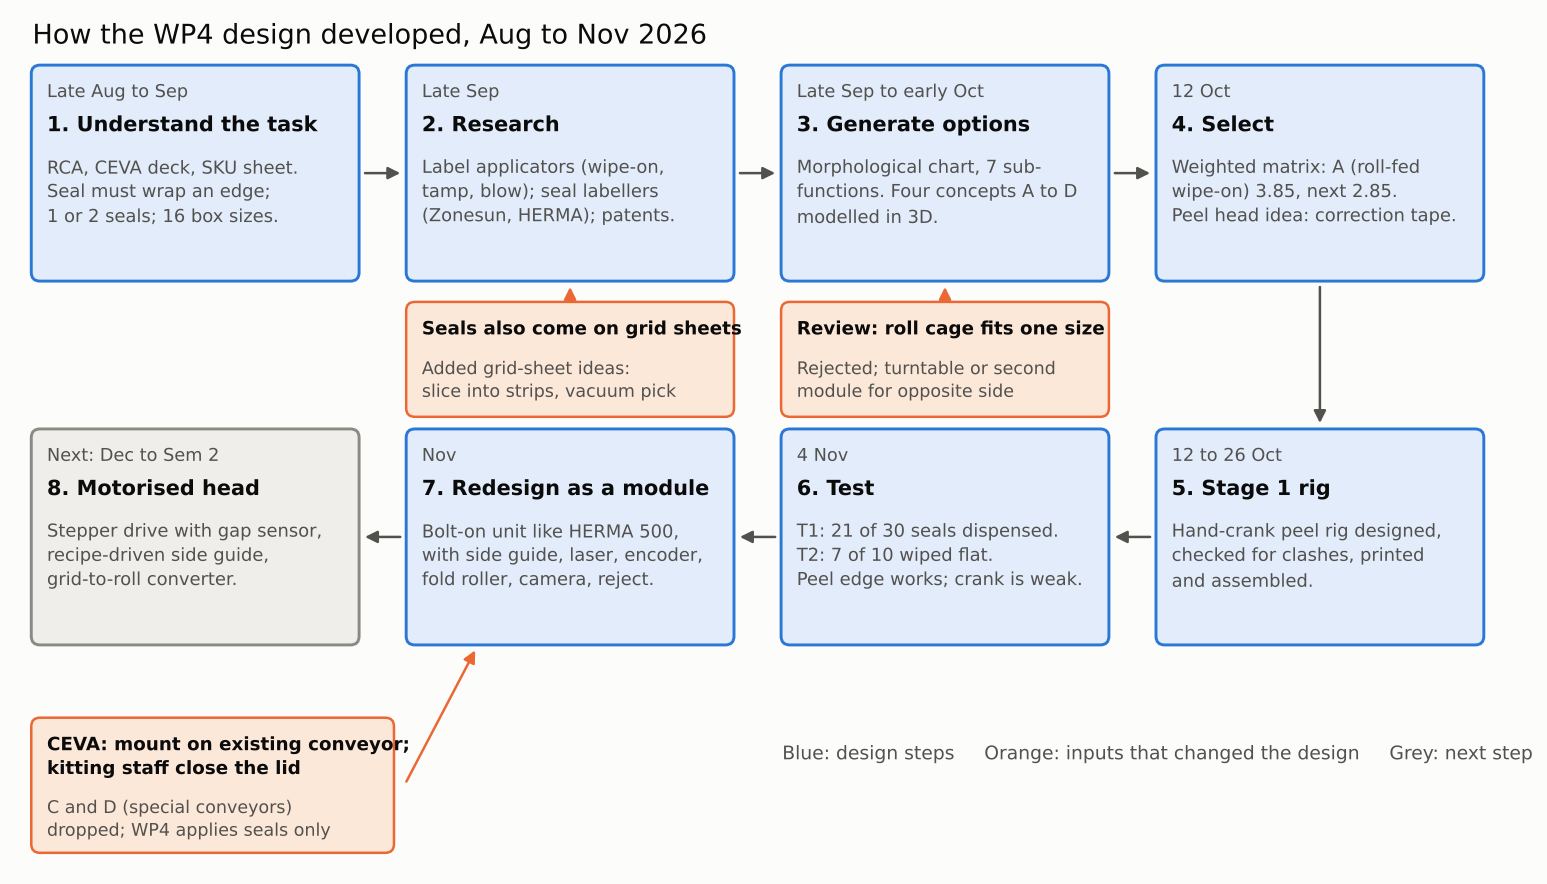 How the WP4 design developed, Aug to Nov 2026
Late Aug to Sep
1. Understand the task
RCA, CEVA deck, SKU sheet.
Seal must wrap an edge;
1 or 2 seals; 16 box sizes.
Late Sep
2. Research
Label applicators (wipe-on,
tamp, blow); seal labellers
(Zonesun, HERMA); patents.
Late Sep to early Oct
3. Generate options
Morphological chart, 7 sub-
functions. Four concepts A to D
modelled in 3D.
12 Oct
4. Select
Weighted matrix: A (roll-fed
wipe-on) 3.85, next 2.85.
Peel head idea: correction tape.
Seals also come on grid sheets
Added grid-sheet ideas:
slice into strips, vacuum pick
Review: roll cage fits one size
Rejected; turntable or second
module for opposite side
12 to 26 Oct
5. Stage 1 rig
Hand-crank peel rig designed,
checked for clashes, printed
and assembled.
4 Nov
6. Test
T1: 21 of 30 seals dispensed.
T2: 7 of 10 wiped flat.
Peel edge works; crank is weak.
Nov
7. Redesign as a module
Bolt-on unit like HERMA 500,
with side guide, laser, encoder,
fold roller, camera, reject.
Next: Dec to Sem 2
8. Motorised head
Stepper drive with gap sensor,
recipe-driven side guide,
grid-to-roll converter.
CEVA: mount on existing conveyor;
kitting staff close the lid
C and D (special conveyors)
dropped; WP4 applies seals only
Blue: design steps
Orange: inputs that changed the design
Grey: next step